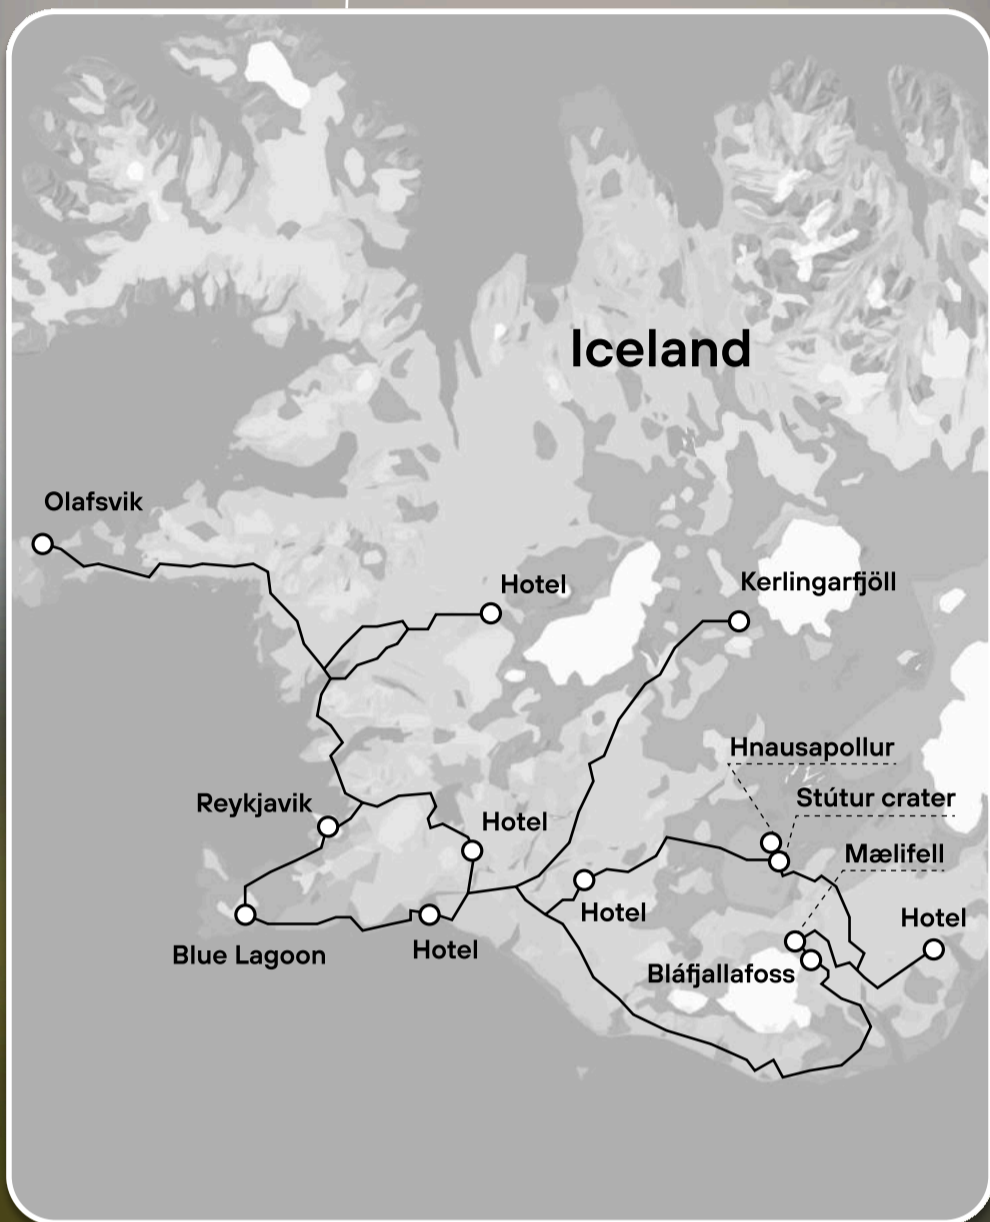 Iceland
Olafsvik
Hotel
Kerlingarfjöll
Hnausapollur
Stútur crater
Reykjavik
Hotel
Mælifell
Hotel
Hotel
Blue Lagoon
Hotel
Bláfjallafoss